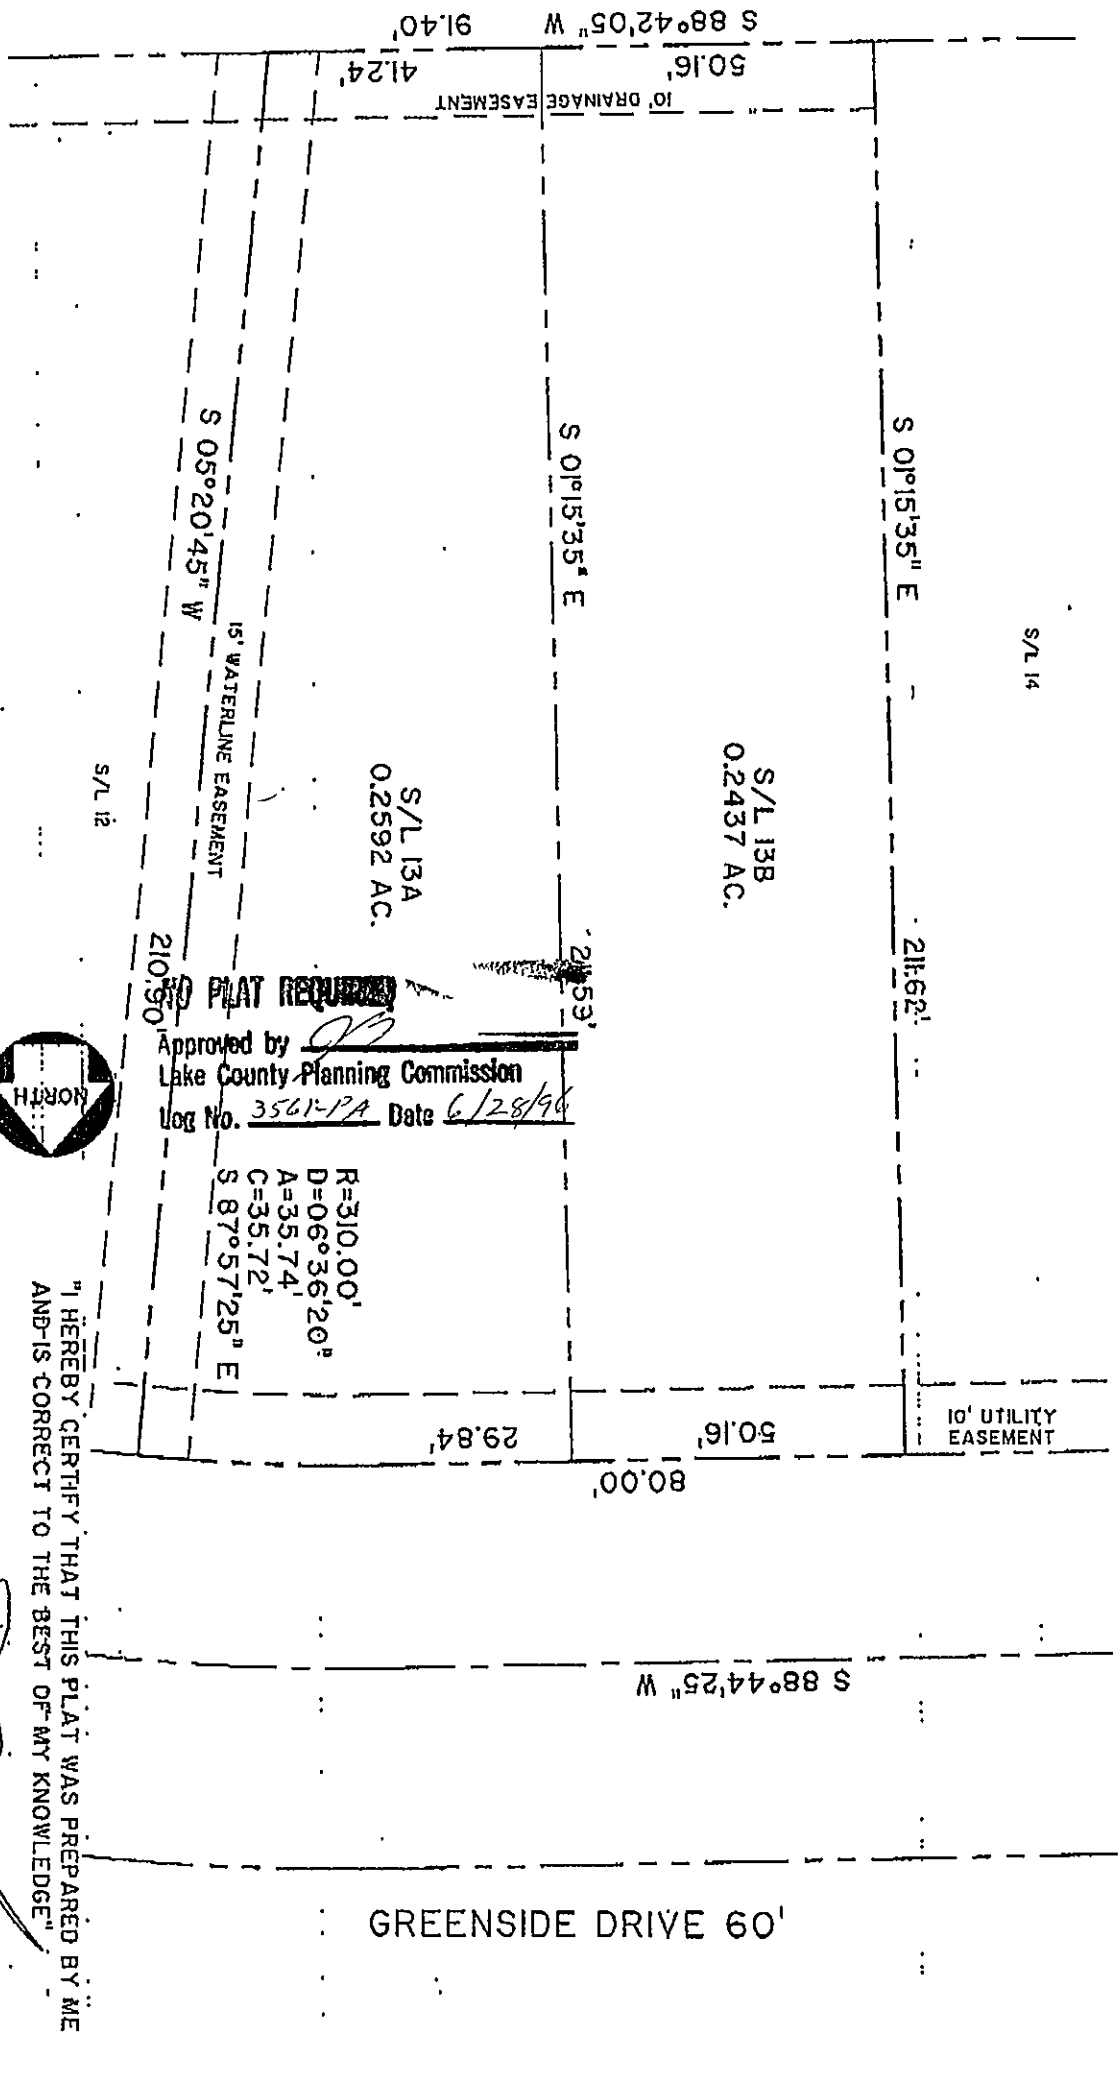 S 88°42'05" W
91.40'
50.16'
41.24'
10' DRAINAGE EASEMENT
S 05°20'45" W
15' WATERLINE EASEMENT
210.90'
S 01°15'35" E
S 01°15'35" E
211.62'
S/L 14
S/L 12
S/L 13A
0.2592 AC.
S/L 13B
0.2437 AC.
NO PLAT REQUIRED
Approved by
Lake County Planning Commission
Log No. 3561-PA Date 6/28/96
NORTH
R=310.00'
D=06°36'20"
A=35.74'
C=35.72'
S 87°57'25" E
29.84'
50.16'
80.00'
10' UTILITY
EASEMENT
S 88°44'25" W
GREENSIDE DRIVE 60'
"I HEREBY CERTIFY THAT THIS PLAT WAS PREPARED BY ME
AND IS CORRECT TO THE BEST OF MY KNOWLEDGE"